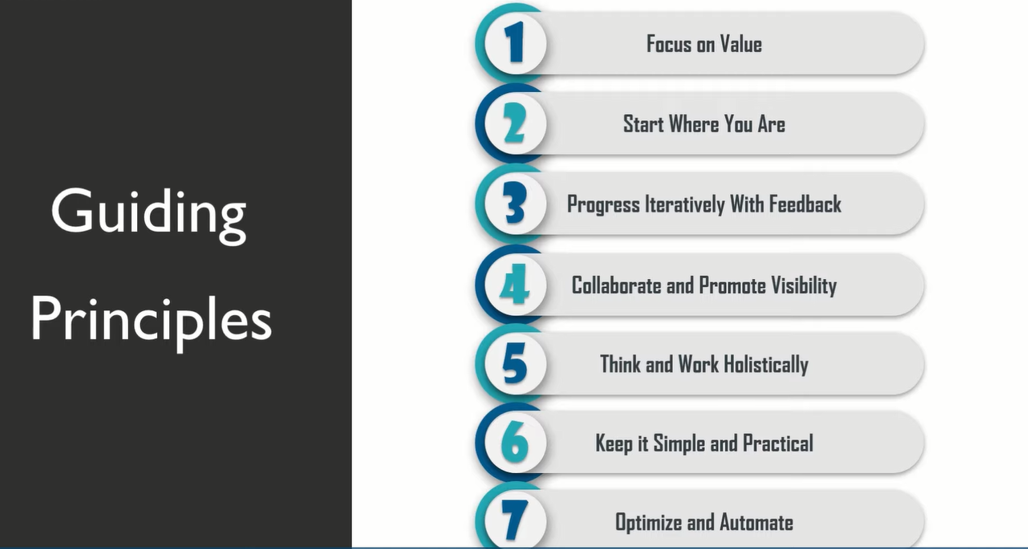 Guiding
Principles
1
Focus on Value
2
Start Where You Are
3
Progress Iteratively With Feedback
4
Collaborate and Promote Visibility
5
Think and Work Holistically
6
Keep it Simple and Practical
7
Optimize and Automate